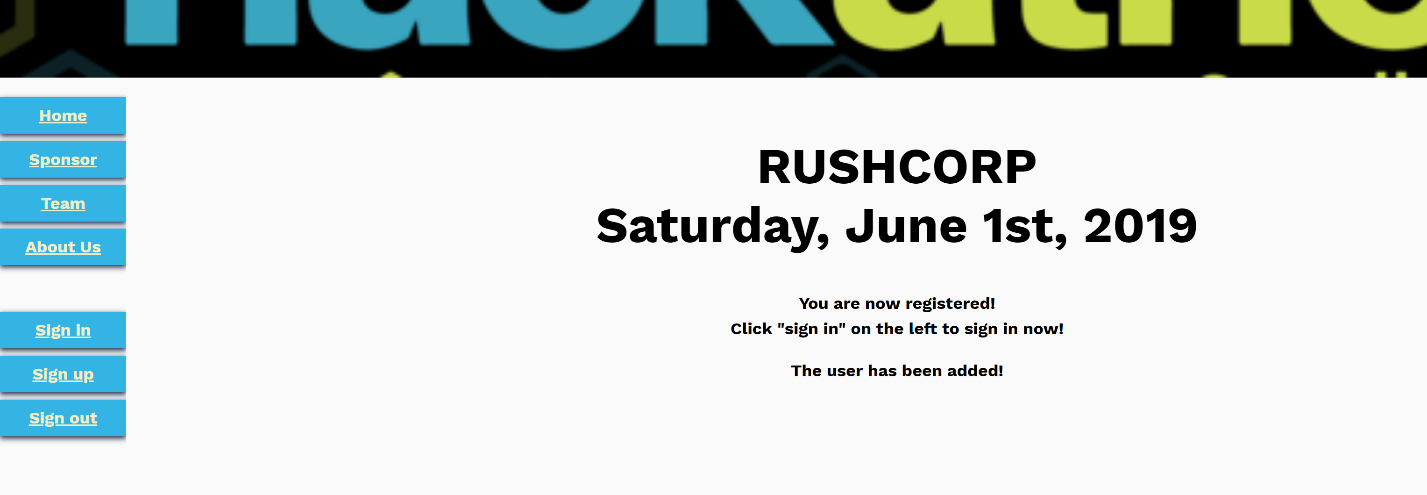 Home
Sponsor
Team
About Us
Sign in
Sign up
Sign out
RUSHCORP
Saturday, June 1st, 2019
You are now registered!
Click "sign in" on the left to sign in now!
The user has been added!